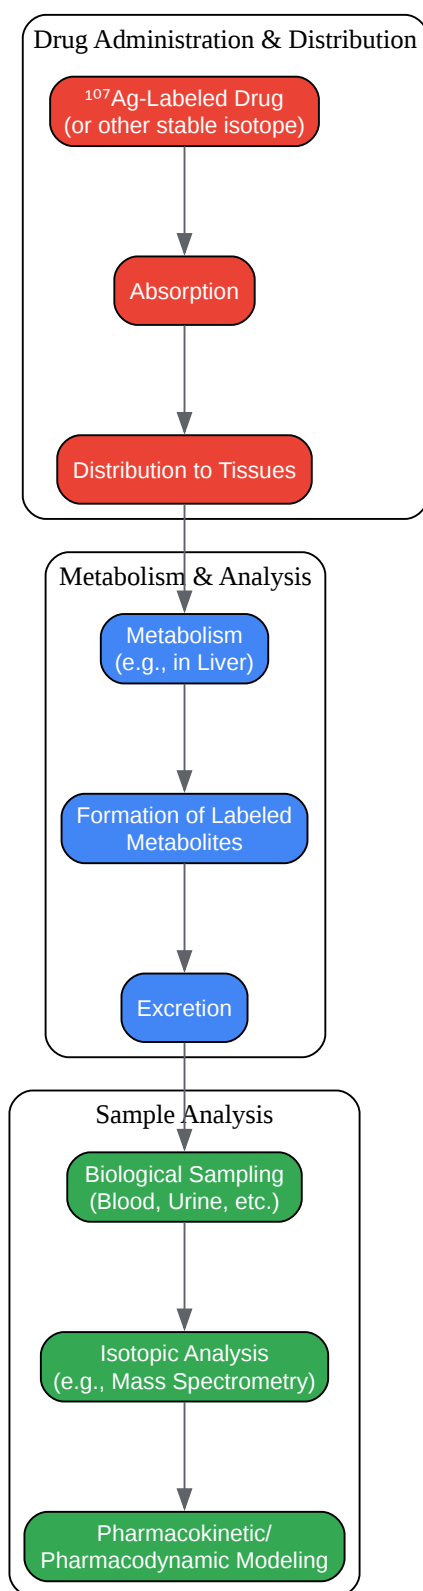 Drug Administration & Distribution
¹⁰⁷Ag-Labeled Drug
(or other stable isotope)
Absorption
Distribution to Tissues
Metabolism & Analysis
Metabolism
(e.g., in Liver)
Formation of Labeled
Metabolites
Excretion
Sample Analysis
Biological Sampling
(Blood, Urine, etc.)
Isotopic Analysis
(e.g., Mass Spectrometry)
Pharmacokinetic/
Pharmacodynamic Modeling